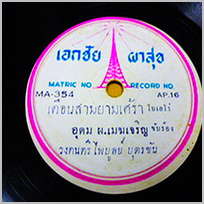 เอกชัย ผาสุข
MATRIC NO RECORD NO
MA-354 AP.16
เตือนสามยามเศร้า
อุดม ผ.เมฆเจริญ ขับร้อง
วงดนตรีไพบูลย์ บุตรขัน